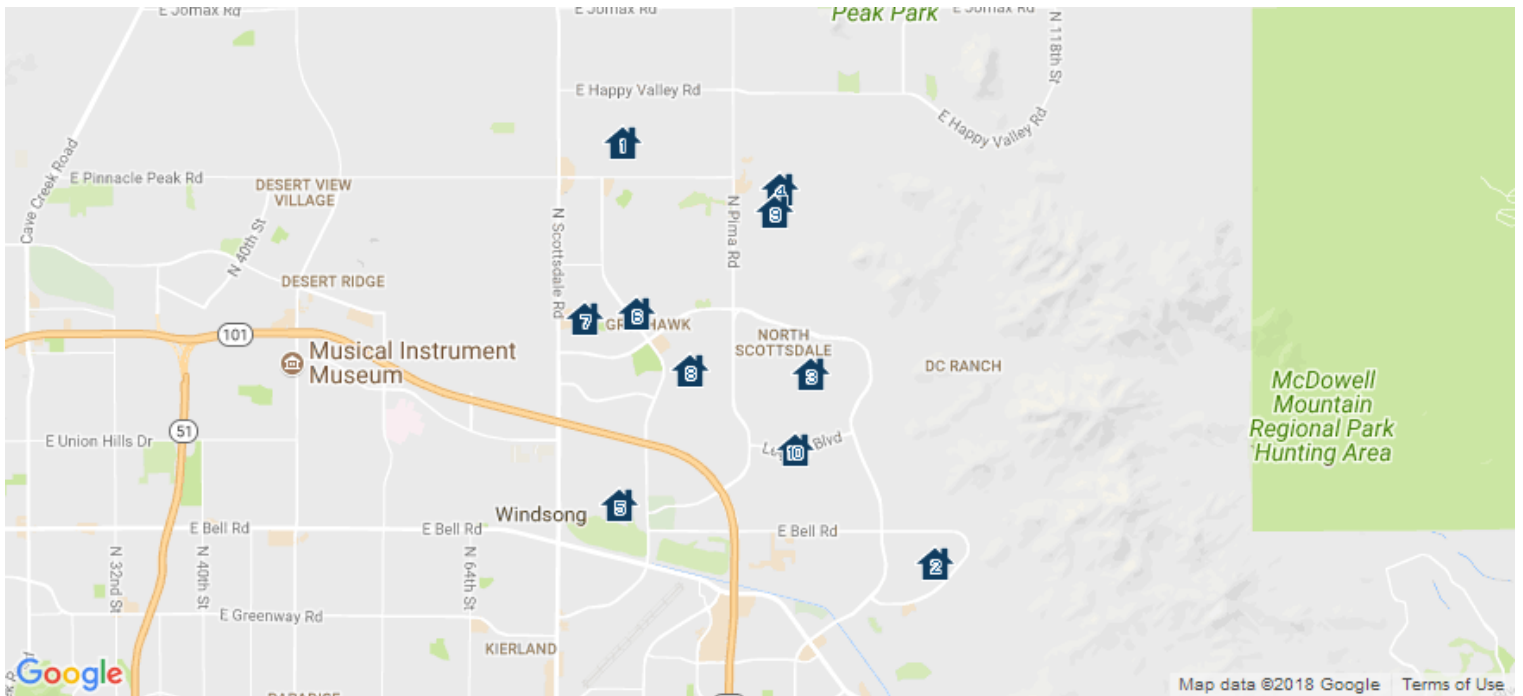 E Jomax Rd
E Jomax Rd
Peak Park
E Jomax Rd
N 118th St
E Happy Valley Rd
E Happy Valley Rd
1
Cave Creek Road
E Pinnacle Peak Rd
DESERT VIEW
VILLAGE
4
9
N 40th St
N Scottsdale Rd
N Pima Rd
DESERT RIDGE
7
6
101
NORTH
SCOTTSDALE
Musical Instrument
Museum
8
3
DC RANCH
McDowell
Mountain
Regional Park
Hunting Area
51
E Union Hills Dr
Blvd
10
Windsong
5
E Bell Rd
E Bell Rd
E Bell Rd
2
N 32nd St
N 40th St
N 64th St
E Greenway Rd
KIERLAND
Google
Map data ©2018 Google
Terms of Use